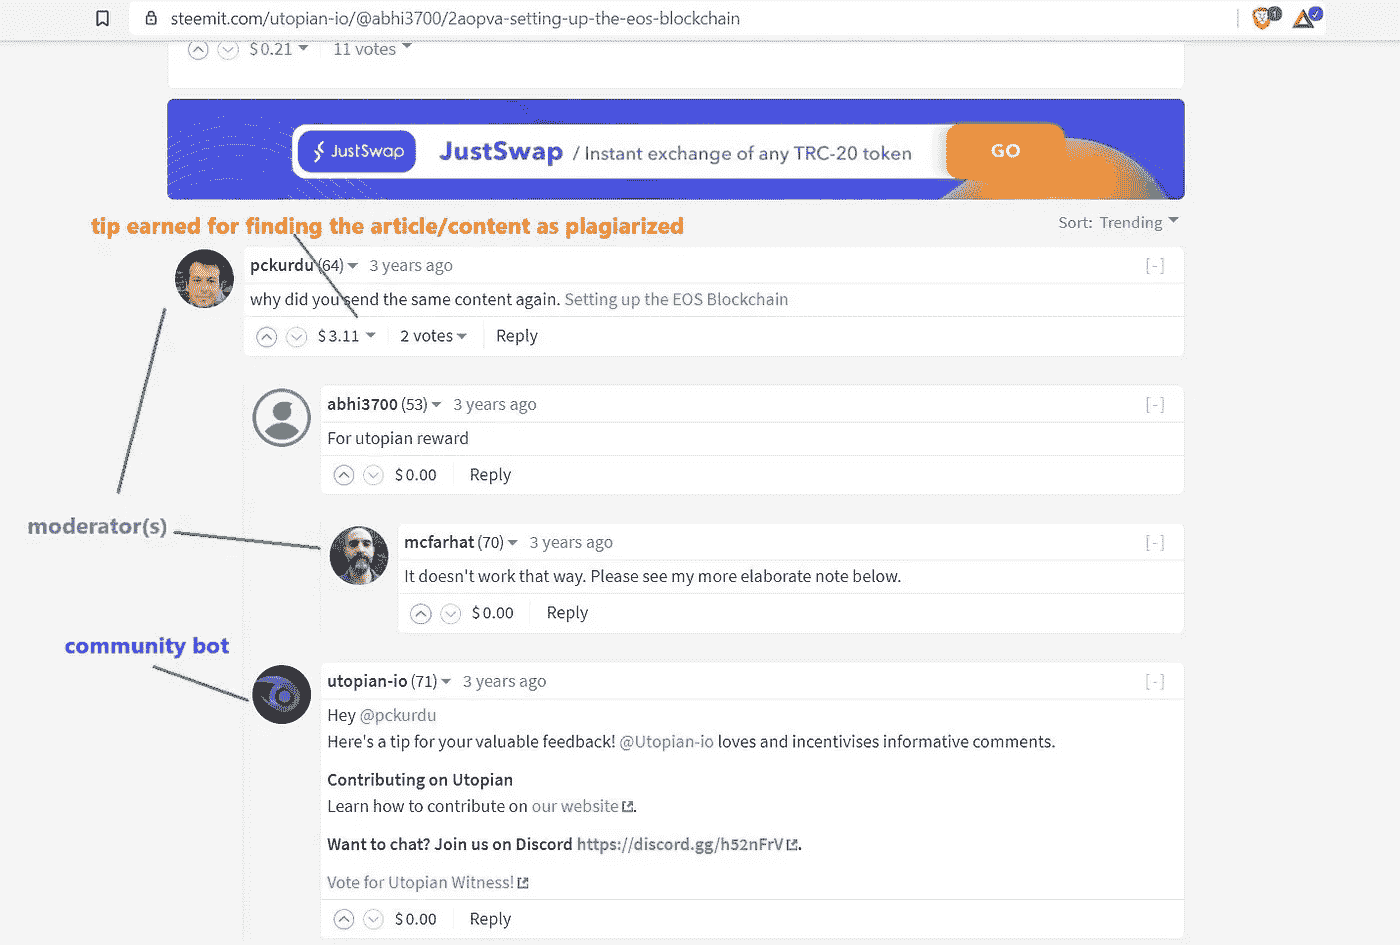 steemit.com/utopian-io/@abhi3700/2aopva-setting-up-the-eos-blockchain
$0.21 11 votes
JustSwap JustSwap / Instant exchange of any TRC-20 token GO
tip earned for finding the article/content as plagiarized
Sort: Trending
pckurdu (64) 3 years ago [-]
why did you send the same content again. Setting up the EOS Blockchain
$3.11 2 votes Reply
abhi3700 (53) 3 years ago [-]
For utopian reward
$0.00 Reply
moderator(s)
mcfarhat (70) 3 years ago [-]
It doesn't work that way. Please see my more elaborate note below.
$0.00 Reply
community bot
utopian-io (71) 3 years ago [-]
Hey @pckurdu
Here's a tip for your valuable feedback! @Utopian-io loves and incentivises informative comments.
Contributing on Utopian
Learn how to contribute on our website.
Want to chat? Join us on Discord https://discord.gg/h52nFrV.
Vote for Utopian Witness!
$0.00 Reply